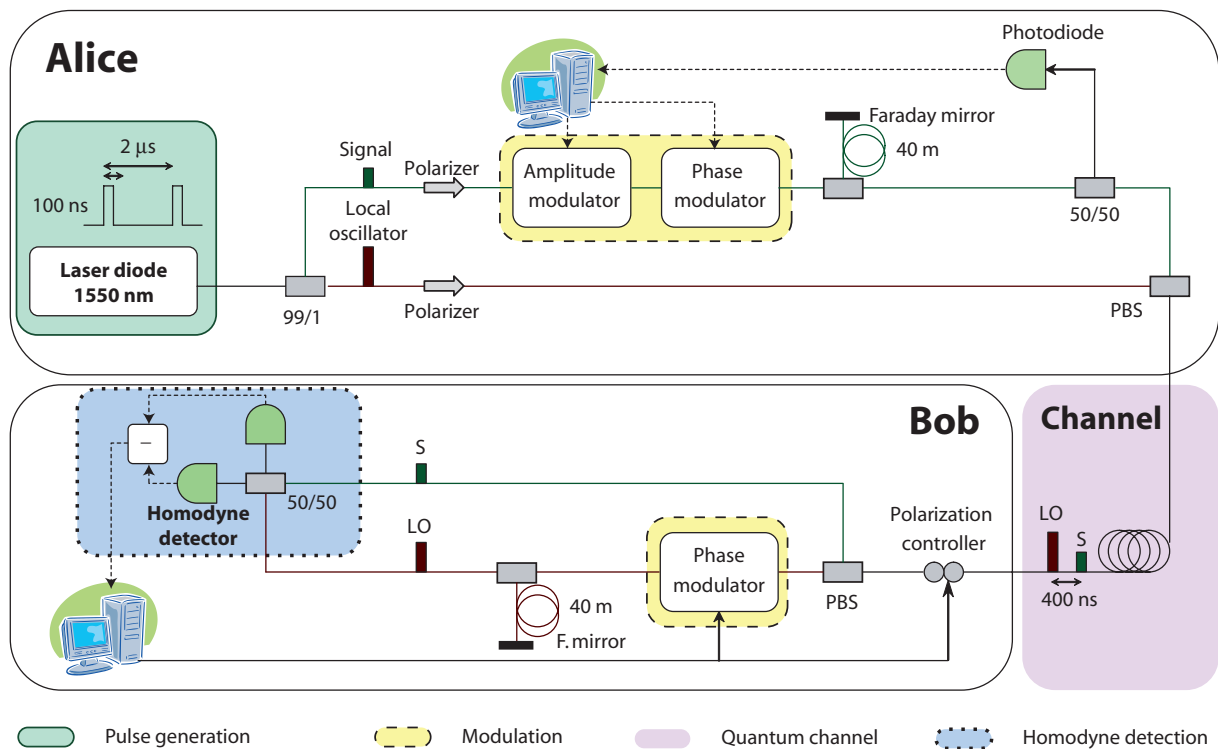 Alice
Photodiode
2 μs
100 ns
Laser diode
1550 nm
Signal
Local
oscillator
99/1
Polarizer
Polarizer
Amplitude
modulator
Phase
modulator
Faraday mirror
40 m
50/50
PBS
Bob
Channel
–
Homodyne
detector
50/50
S
LO
Phase
modulator
40 m
F. mirror
PBS
Polarization
controller
LO
S
400 ns
Pulse generation
Modulation
Quantum channel
Homodyne detection